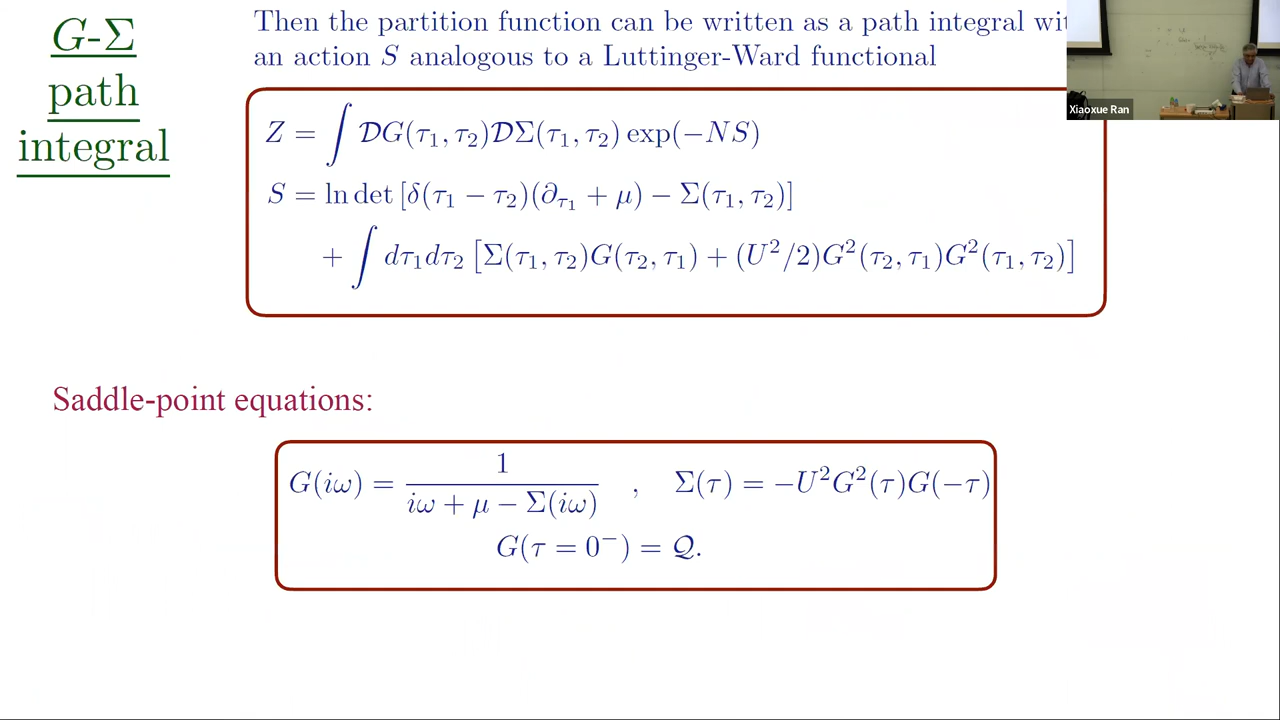 G-Σ
path
integral
Then the partition function can be written as a path integral
an action S analogous to a Luttinger-Ward functional
Z = ∫ 𝒟G(τ₁, τ₂)𝒟Σ(τ₁, τ₂) exp(−NS)
S = ln det [δ(τ₁ − τ₂)(∂_{τ₁} + μ) − Σ(τ₁, τ₂)]
+ ∫ dτ₁dτ₂ [Σ(τ₁, τ₂)G(τ₂, τ₁) + (U²/2)G²(τ₂, τ₁)G²(τ₁, τ₂)]
Xiaoxue Ran
Saddle-point equations:
G(iω) = 1 / (iω + μ − Σ(iω)) , Σ(τ) = −U²G²(τ)G(−τ)
G(τ = 0⁻) = 𝒬.